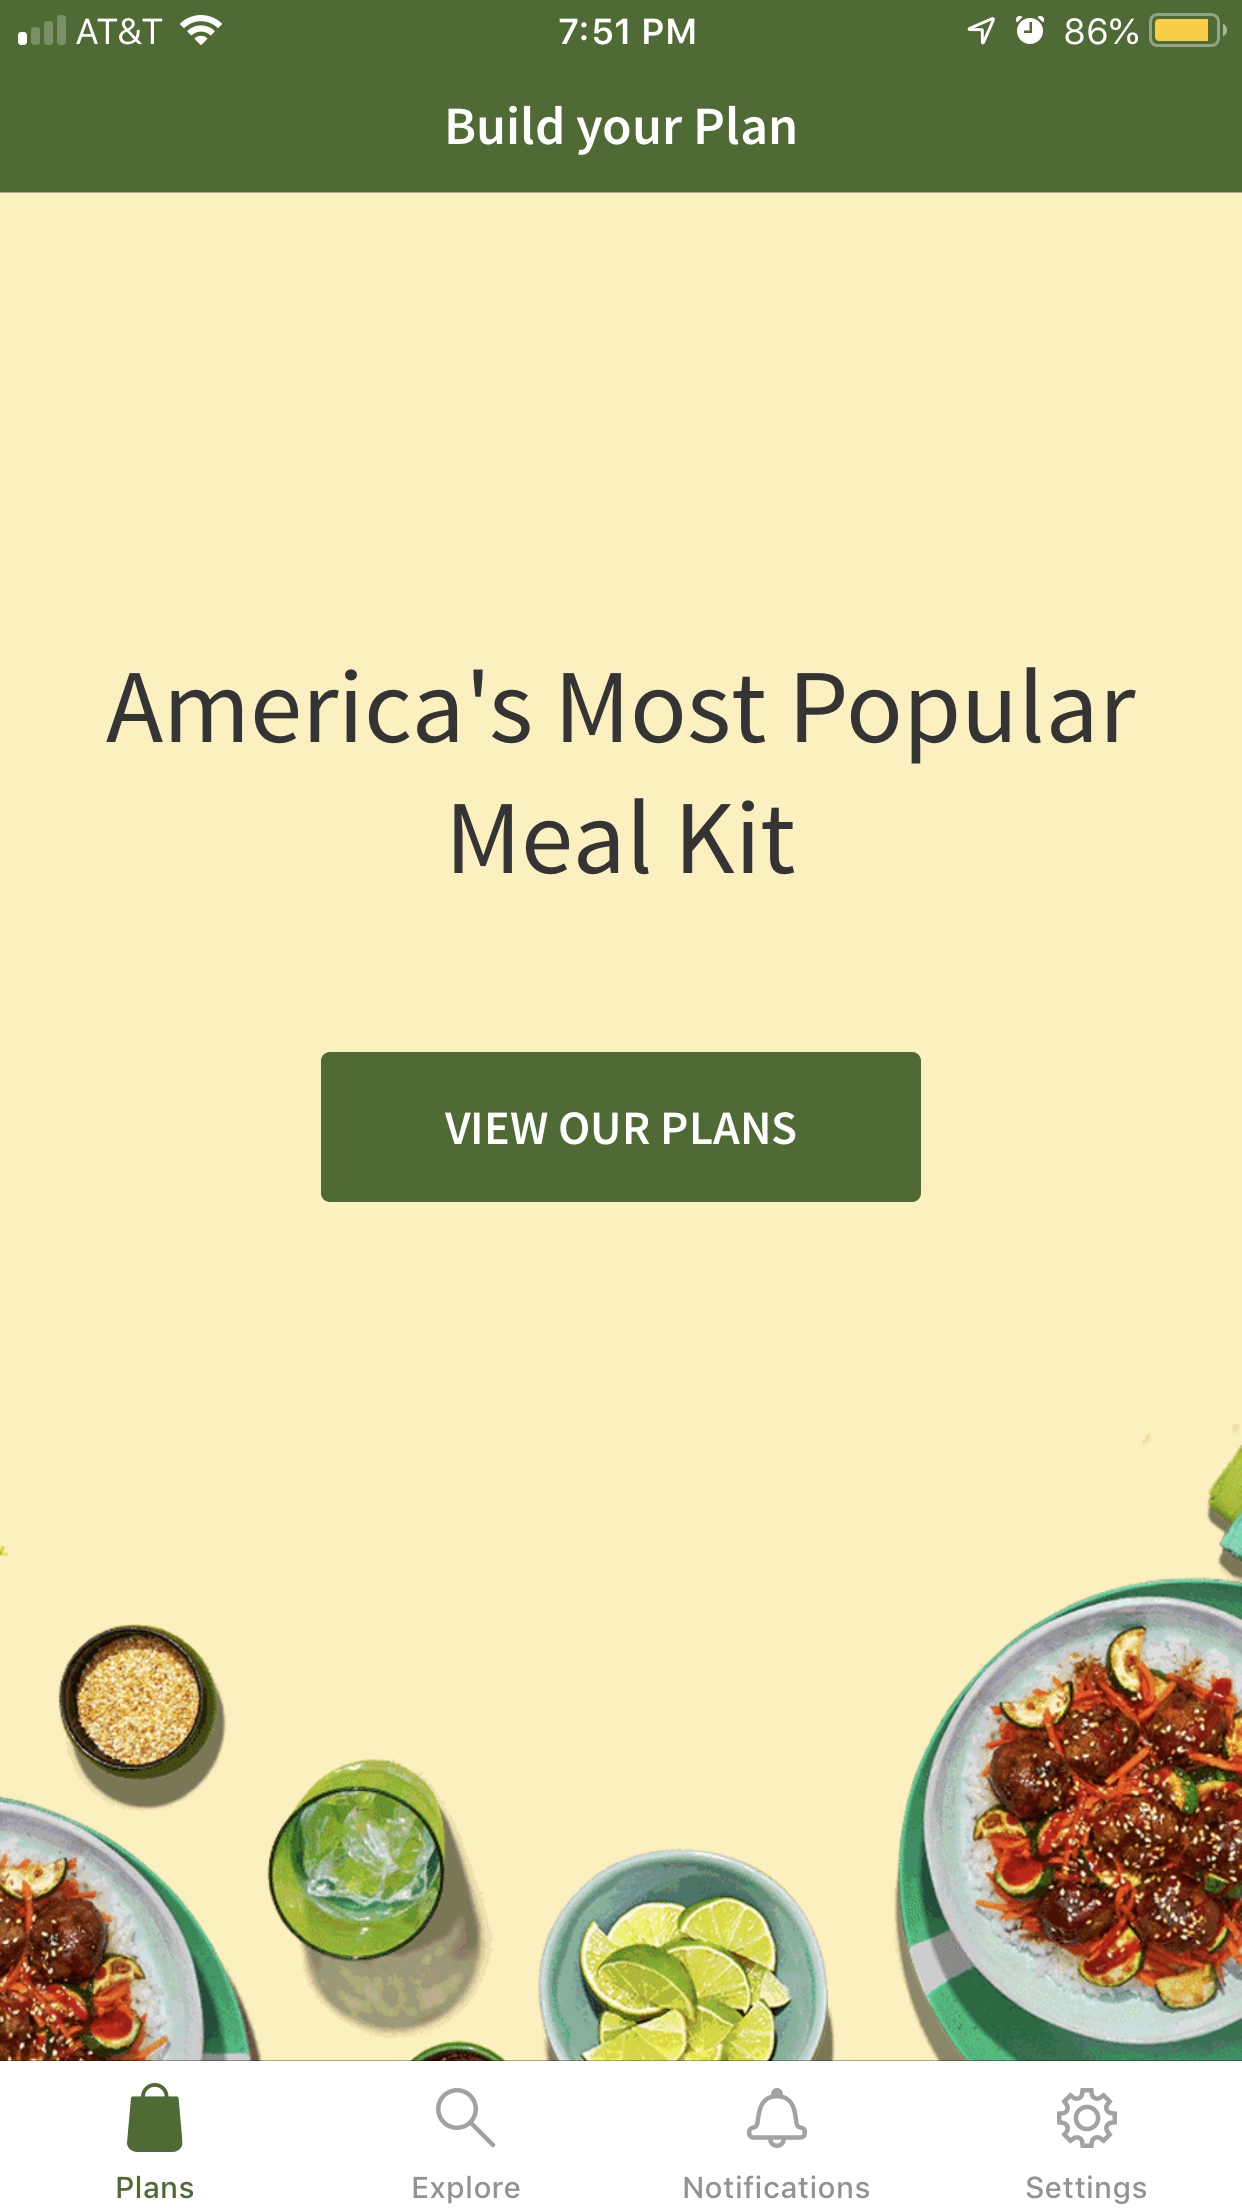 AT&T 7:51 PM 86%
Build your Plan
America's Most Popular
Meal Kit
VIEW OUR PLANS
Plans Explore Notifications Settings